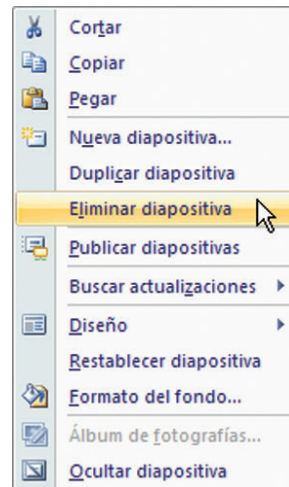 Cortar
Copiar
Pegar
Nueva diapositiva...
Duplicar diapositiva
Eliminar diapositiva
Publicar diapositivas
Buscar actualizaciones
Diseño
Restablecer diapositiva
Formato del fondo...
Álbum de fotografías...
Ocultar diapositiva